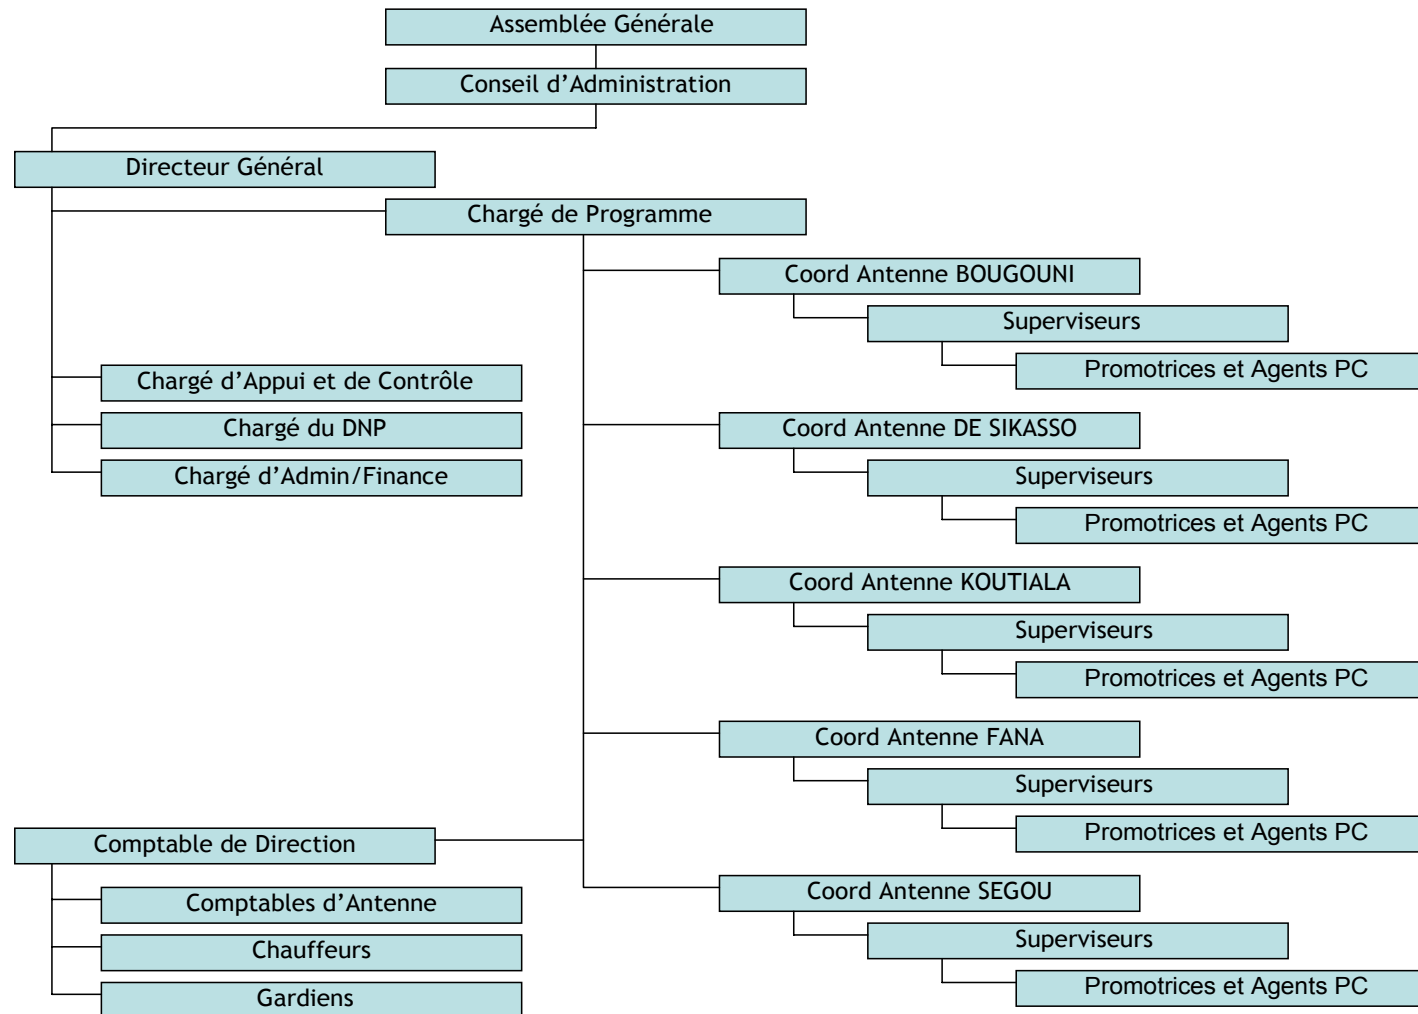 Assemblée Générale
Conseil d’Administration
Directeur Général
Chargé de Programme
Coord Antenne BOUGOUNI
Superviseurs
Promotrices et Agents PC
Chargé d’Appui et de Contrôle
Chargé du DNP
Chargé d’Admin/Finance
Coord Antenne DE SIKASSO
Superviseurs
Promotrices et Agents PC
Coord Antenne KOUTIALA
Superviseurs
Promotrices et Agents PC
Coord Antenne FANA
Superviseurs
Promotrices et Agents PC
Comptable de Direction
Comptables d’Antenne
Chauffeurs
Gardiens
Coord Antenne SEGOU
Superviseurs
Promotrices et Agents PC